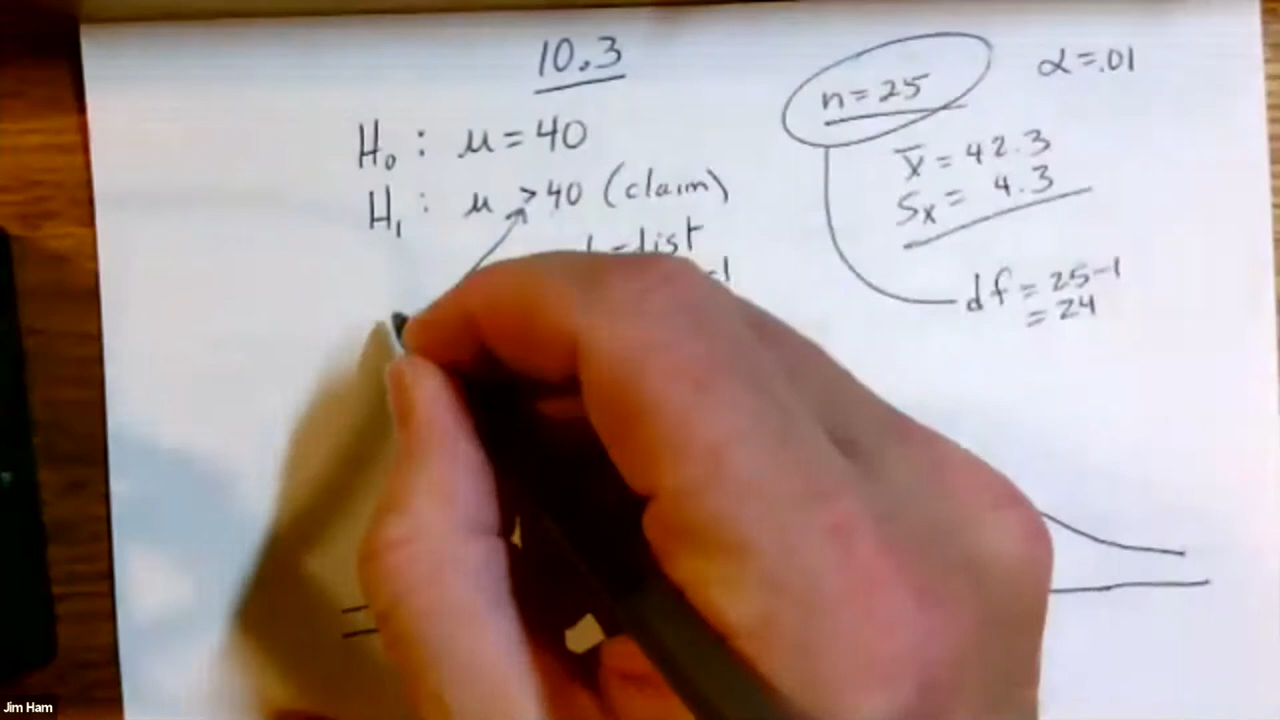 10.3
n=25
α=.01
H₀ : μ=40
x̄ = 42.3
H₁ : μ >40 (claim)
Sx = 4.3
df = 25-1
= 24
Jim Ham